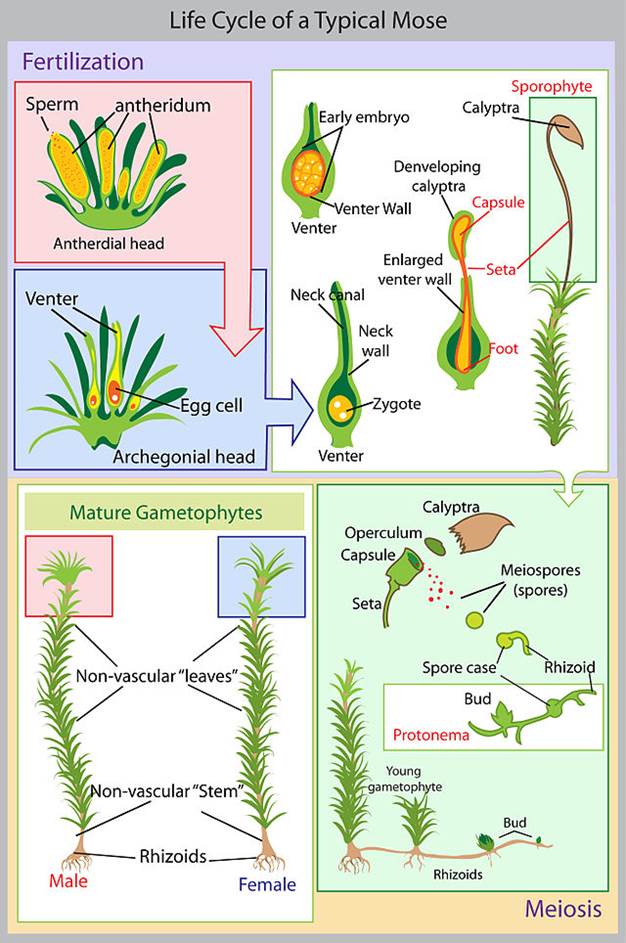 Life Cycle of a Typical Mose
Fertilization
Sperm
antheridum
Antherdial head
Venter
Egg cell
Archegonial head
Early embryo
Venter Wall
Venter
Neck canal
Neck
wall
Zygote
Venter
Denveloping
calyptra
Capsule
Enlarged
venter wall
Seta
Foot
Sporophyte
Calyptra
Mature Gametophytes
Non-vascular “leaves”
Non-vascular “Stem”
Rhizoids
Male
Female
Calyptra
Operculum
Capsule
Seta
Meiospores
(spores)
Spore case
Rhizoid
Bud
Protonema
Young
gametophyte
Bud
Rhizoids
Meiosis